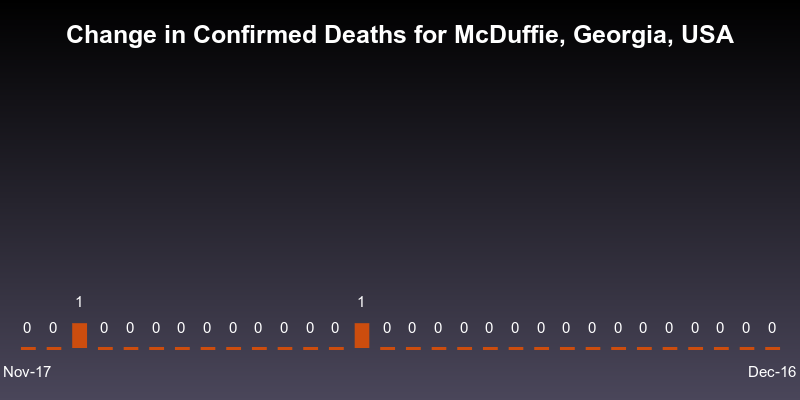 Change in Confirmed Deaths for McDuffie, Georgia, USA
1 1
0 0 0 0 0 0 0 0 0 0 0 0 0 0 0 0 0 0 0 0 0 0 0 0 0 0 0 0
Nov-17 Dec-16